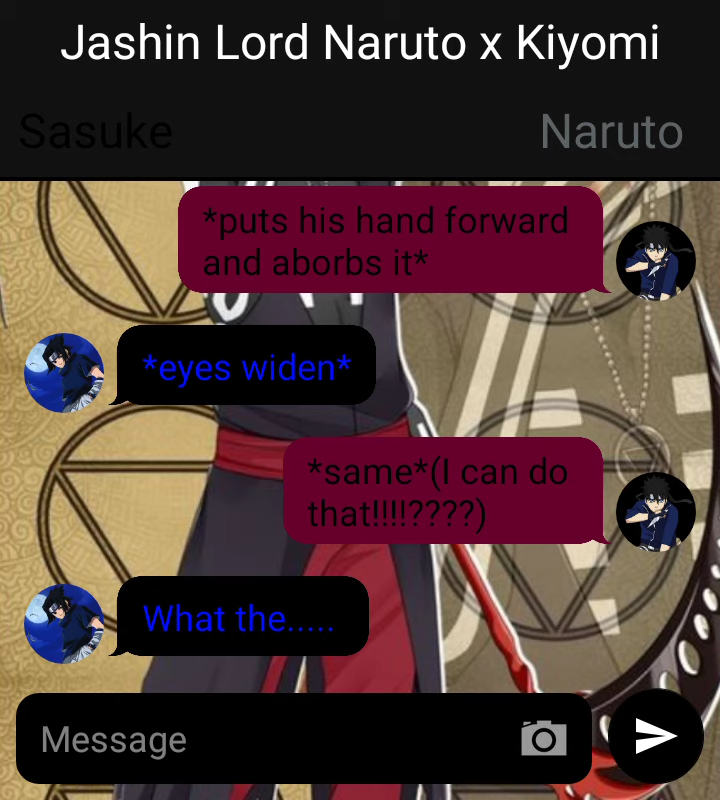 Jashin Lord Naruto x Kiyomi
Sasuke
Naruto
*puts his hand forward
and aborbs it*
*eyes widen*
*same*(I can do
that!!!!????)
What the.....
Message